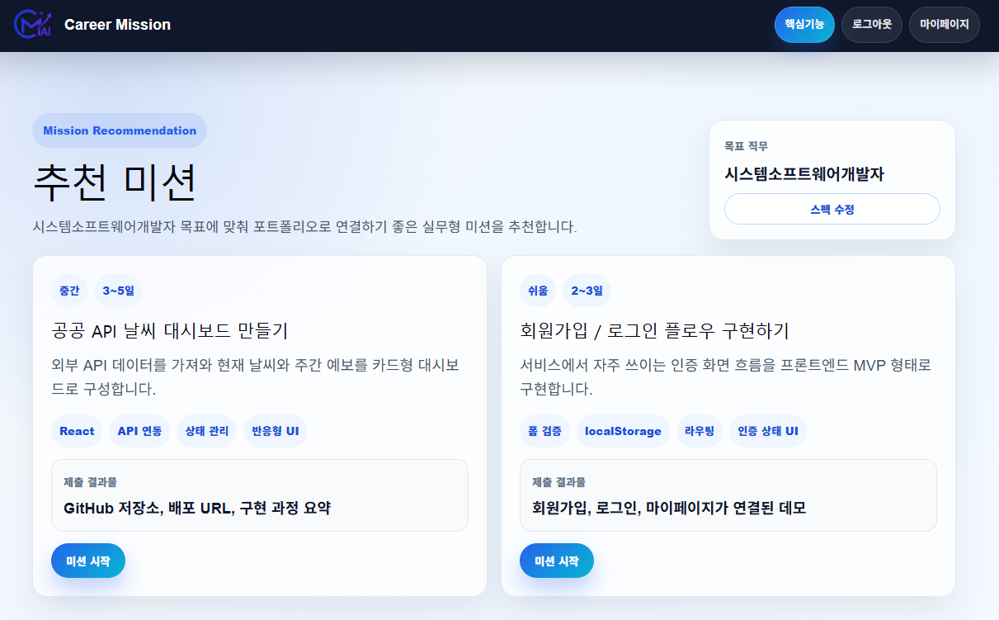 MIAI
Career Mission
핵심기능
로그아웃
마이페이지
Mission Recommendation
추천 미션
시스템소프트웨어개발자 목표에 맞춰 포트폴리오로 연결하기 좋은 실무형 미션을 추천합니다.
목표 직무
시스템소프트웨어개발자
스펙 수정
중간
3~5일
공공 API 날씨 대시보드 만들기
외부 API 데이터를 가져와 현재 날씨와 주간 예보를 카드형 대시보
드로 구성합니다.
React
API 연동
상태 관리
반응형 UI
제출 결과물
GitHub 저장소, 배포 URL, 구현 과정 요약
미션 시작
쉬움
2~3일
회원가입 / 로그인 플로우 구현하기
서비스에서 자주 쓰이는 인증 화면 흐름을 프론트엔드 MVP 형태로
구현합니다.
폼 검증
localStorage
라우팅
인증 상태 UI
제출 결과물
회원가입, 로그인, 마이페이지가 연결된 데모
미션 시작